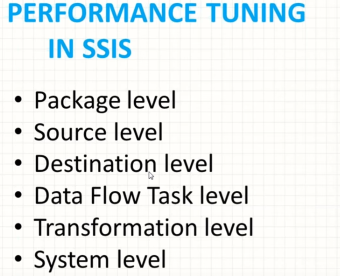 PERFORMANCE TUNING
IN SSIS
• Package level
• Source level
• Destination level
• Data Flow Task level
• Transformation level
• System level